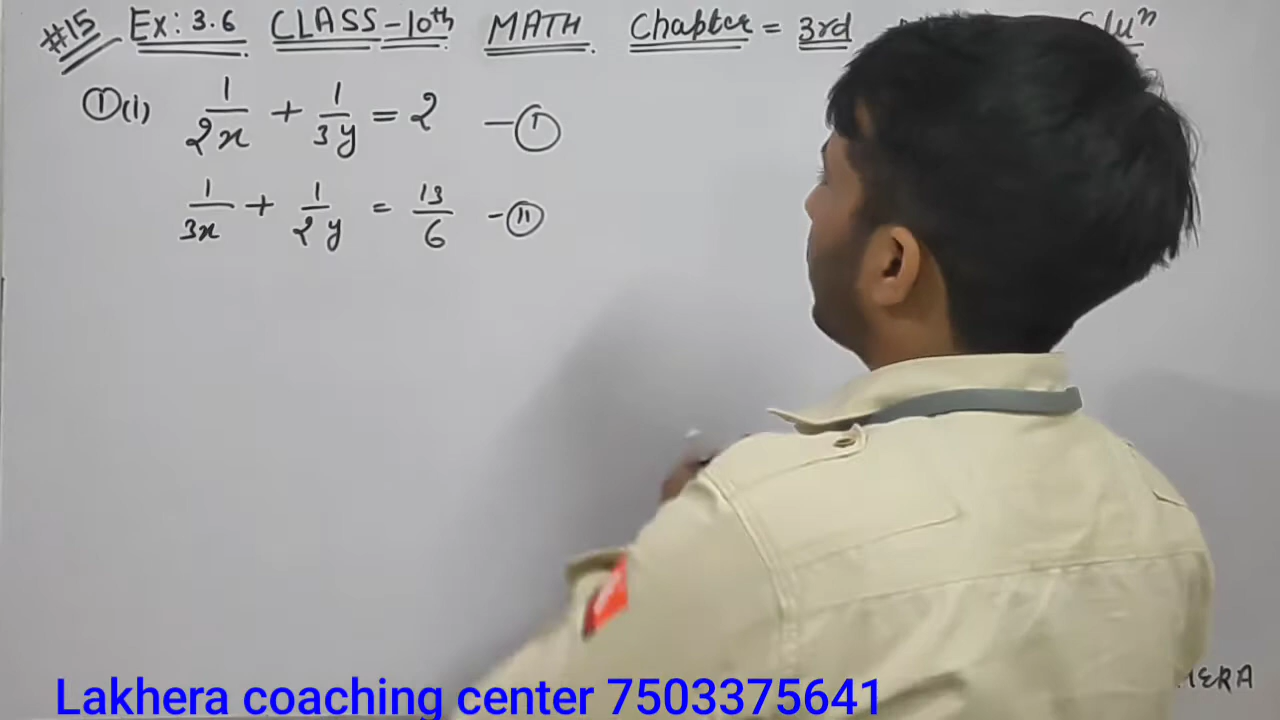 #15 Ex: 3.6 CLASS-10th MATH Chapter = 3rd
①(i) 1/2x + 1/3y = 2 -①
1/3x + 1/2y = 13/6 -⑪
Lakhera coaching center 7503375641